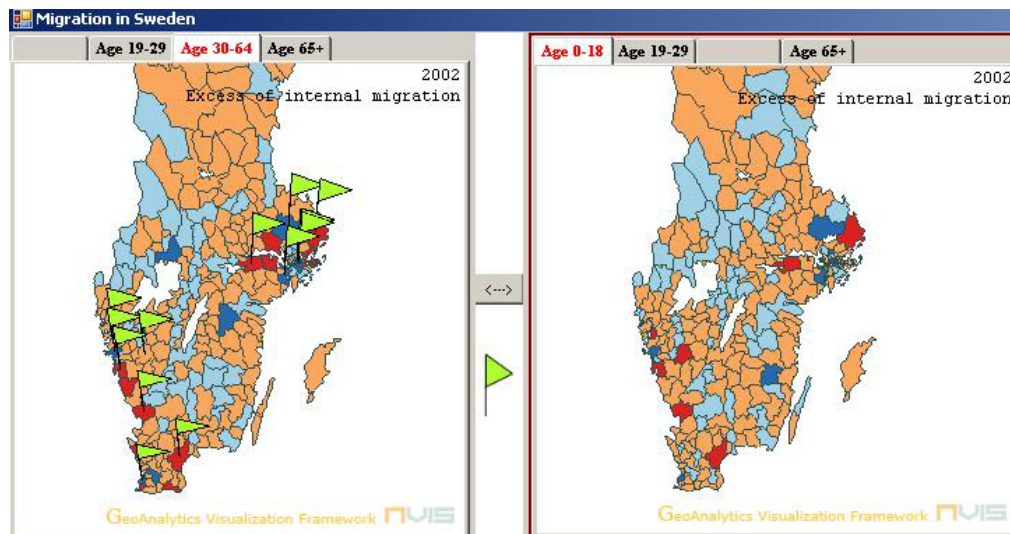 Migration in Sweden
Age 19-29 Age 30-64 Age 65+
2002
Excess of internal migration
GeoAnalytics Visualization Framework NVIS
<--->
Age 0-18 Age 19-29 Age 65+
2002
Excess of internal migration
GeoAnalytics Visualization Framework NVIS